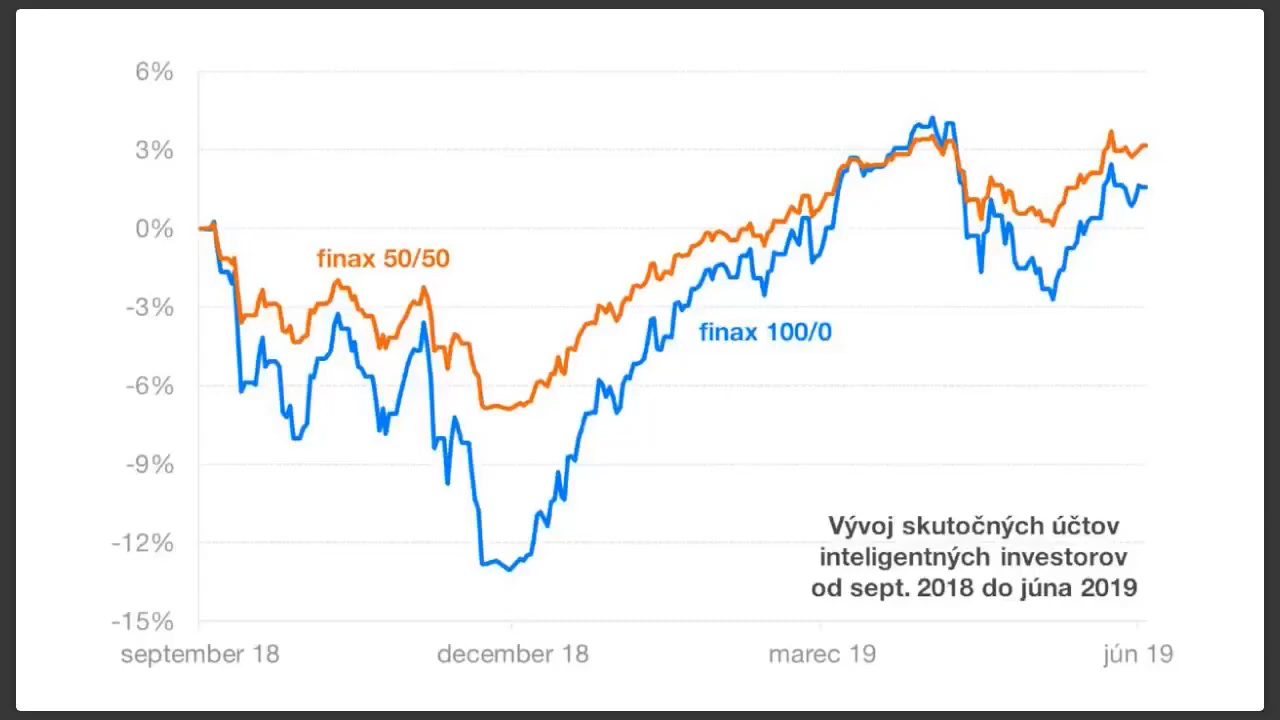 6%
3%
0%
-3%
-6%
-9%
-12%
-15%
finax 50/50
finax 100/0
Vývoj skutočných účtov
inteligentných investorov
od sept. 2018 do júna 2019
september 18
december 18
marec 19
jún 19